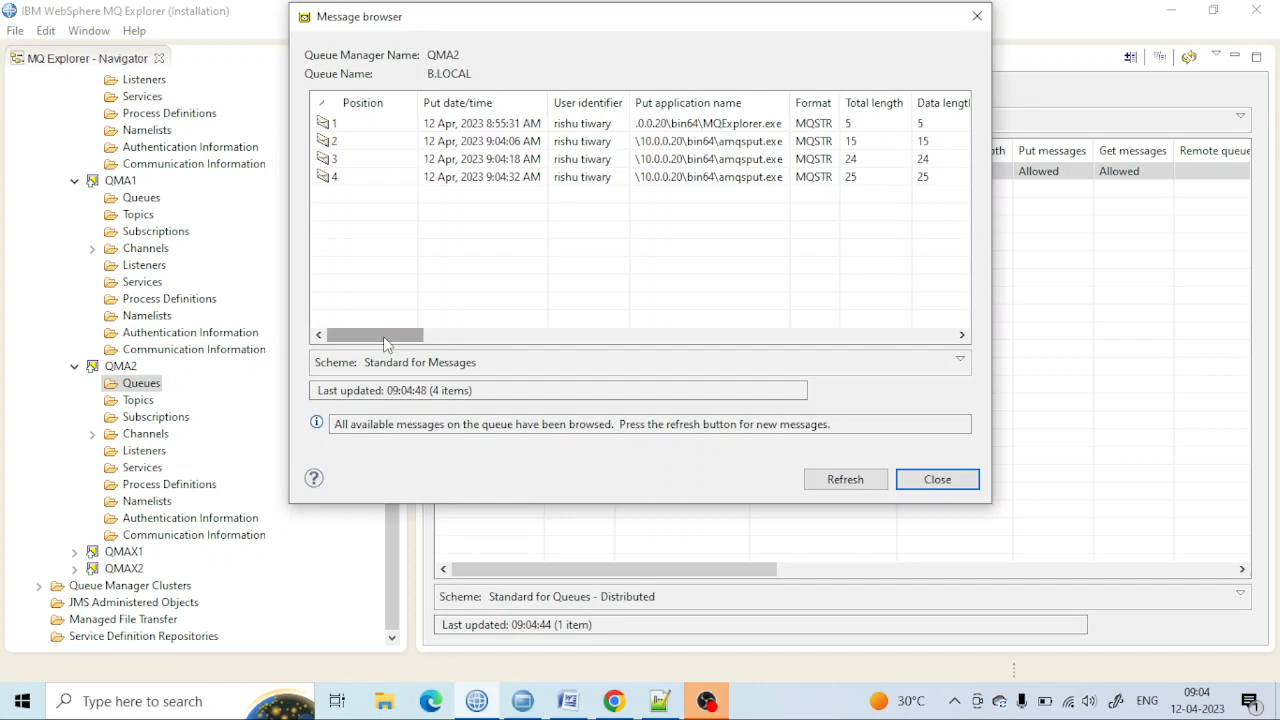 IBM WebSphere MQ Explorer (Installation)
File Edit Window Help
MQ Explorer - Navigator
Listeners
Services
Process Definitions
Namelists
Authentication Information
Communication Information
QMA1
Queues
Topics
Subscriptions
Channels
Listeners
Services
Process Definitions
Namelists
Authentication Information
Communication Information
QMA2
Queues
Topics
Subscriptions
Channels
Listeners
Services
Process Definitions
Namelists
Authentication Information
Communication Information
QMAX1
QMAX2
Queue Manager Clusters
JMS Administered Objects
Managed File Transfer
Service Definition Repositories
Message browser
Queue Manager Name: QMA2
Queue Name: B.LOCAL
Position Put date/time User identifier Put application name Format Total length Data lengtl
1 12 Apr, 2023 8:55:31 AM rishu tiwary .0.0.20\bin64\MQExplorer.exe MQSTR 5 5
2 12 Apr, 2023 9:04:06 AM rishu tiwary \10.0.0.20\bin64\amqsput.exe MQSTR 15 15
3 12 Apr, 2023 9:04:18 AM rishu tiwary \10.0.0.20\bin64\amqsput.exe MQSTR 24 24
4 12 Apr, 2023 9:04:32 AM rishu tiwary \10.0.0.20\bin64\amqsput.exe MQSTR 25 25
Scheme: Standard for Messages
Last updated: 09:04:48 (4 items)
All available messages on the queue have been browsed. Press the refresh button for new messages.
Refresh Close
pth Put messages Get messages Remote queue
Allowed Allowed
Scheme: Standard for Queues - Distributed
Last updated: 09:04:44 (1 item)
Type here to search
30°C
ENG
09:04
12-04-2023
1